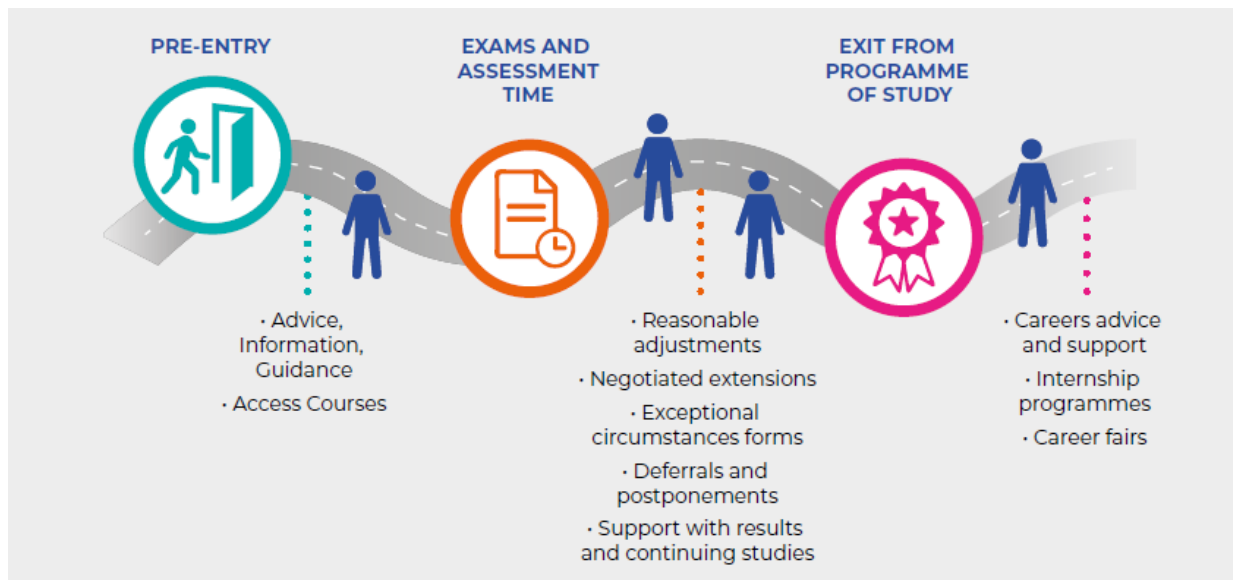 PRE-ENTRY
EXAMS AND
ASSESSMENT
TIME
EXIT FROM
PROGRAMME
OF STUDY
· Advice,
Information,
Guidance
· Access Courses
· Reasonable
adjustments
· Negotiated extensions
· Exceptional
circumstances forms
· Deferrals and
postponements
· Support with results
and continuing studies
· Careers advice
and support
· Internship
programmes
· Career fairs